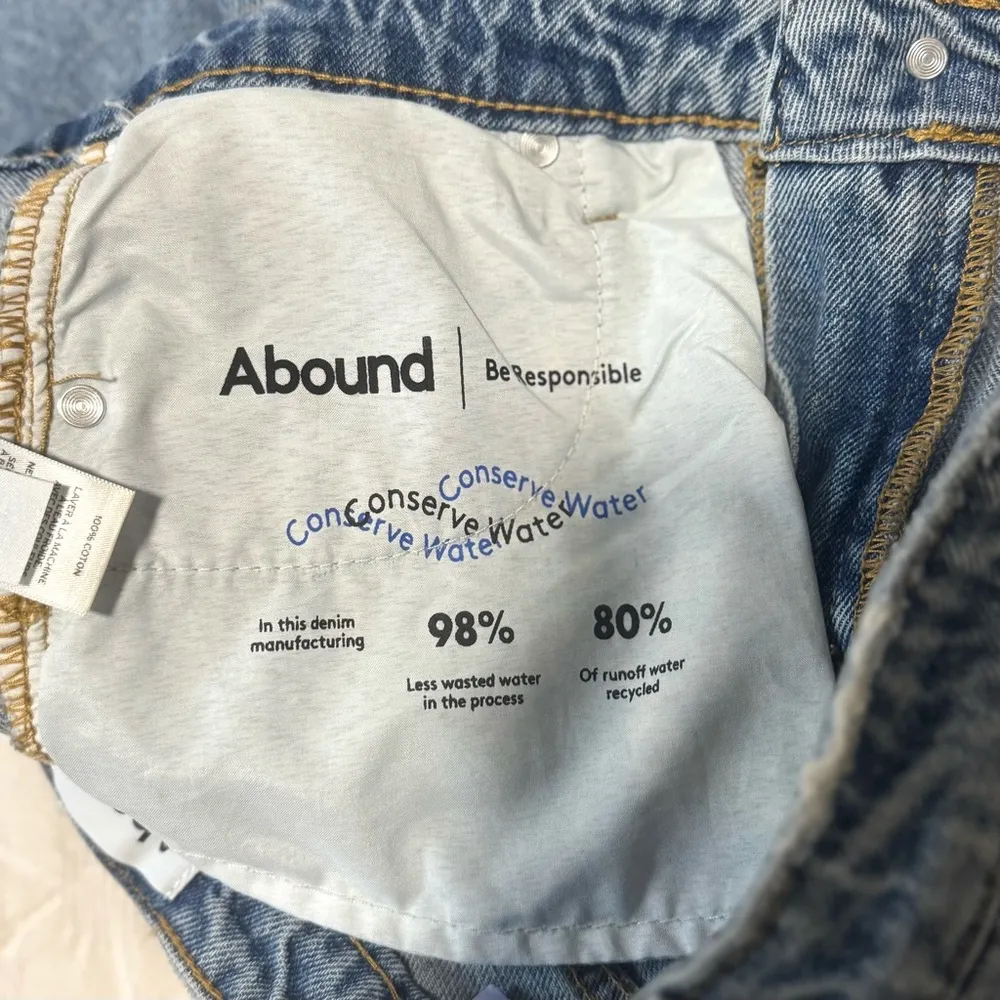 Abound
Be Responsible
Conserve Water
Conserve Water
Conserve Water
In this denim
manufacturing
98%
Less wasted water
in the process
80%
Of runoff water
recycled
100% COTON
LAVER A LA MACHINE